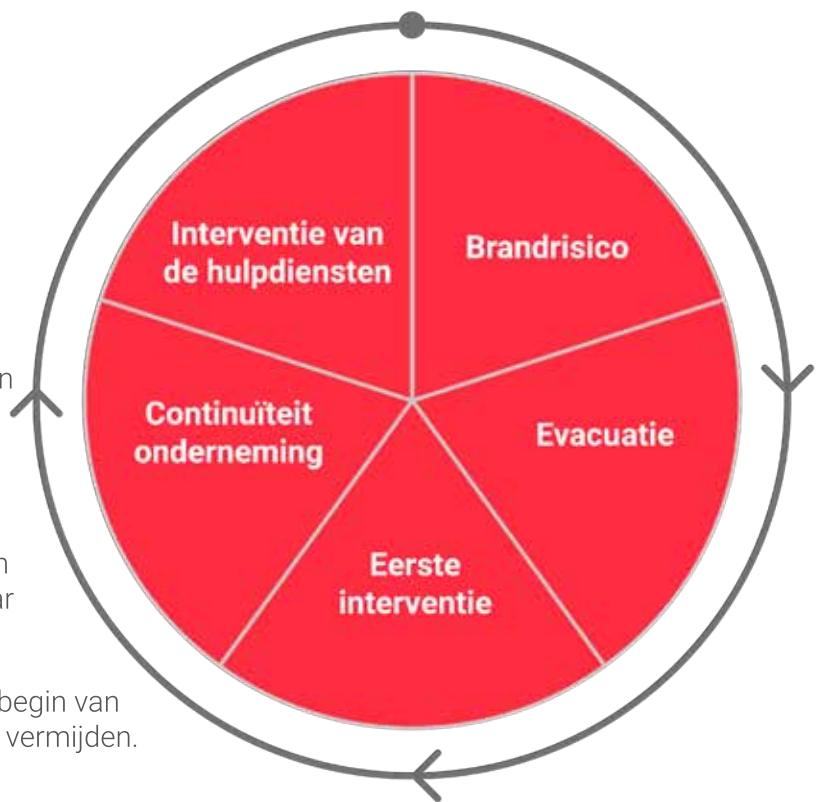 Interventie van
de hulpdiensten
Brandrisico
Continuïteit
onderneming
Evacuatie
Eerste
interventie
begin van
vermijden.